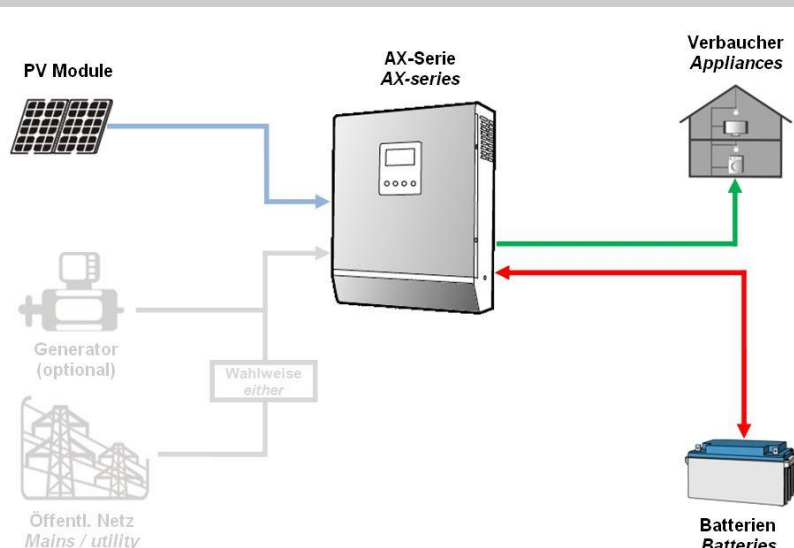 PV Module
AX-Serie
AX-series
Verbaucher
Appliances
Generator
(optional)
Wahlweise
either
Öffentl. Netz
Mains / utility
Batterien
Batteries